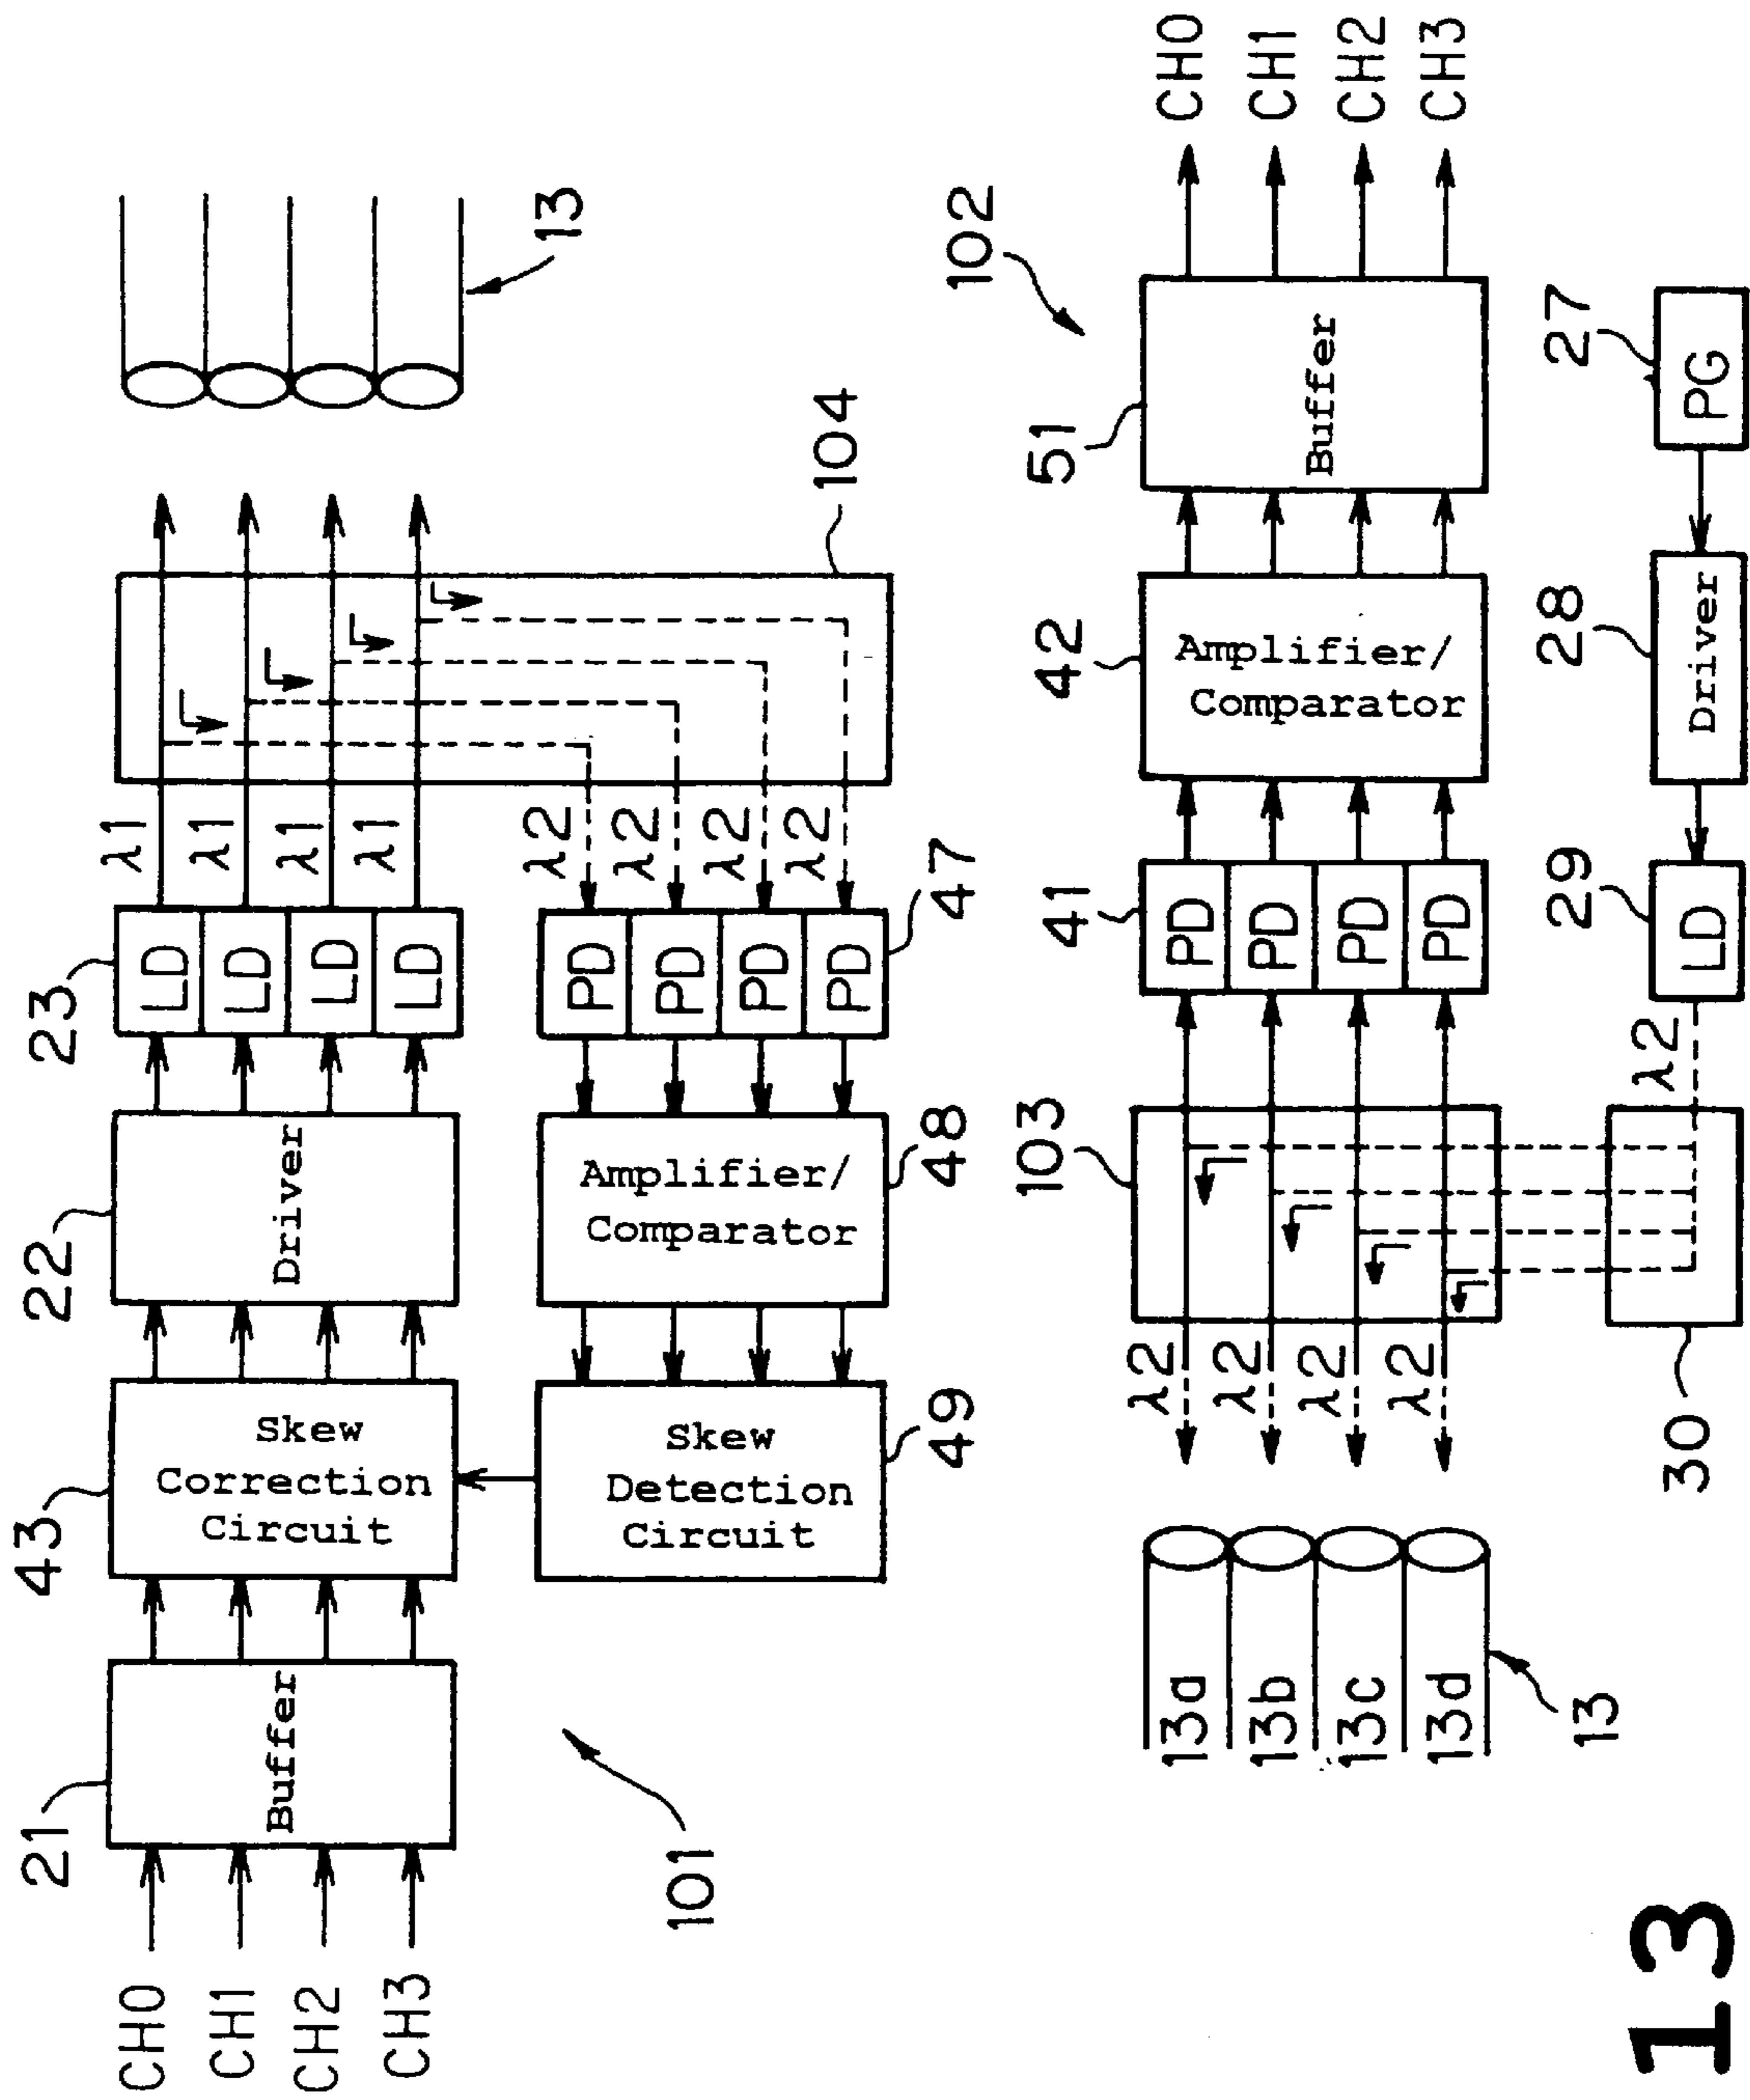 CH0
CH1
CH2
CH3
21
Buffer
43
Skew
Correction
Circuit
22
Driver
23
LD
LD
LD
LD
λ1
λ1
λ1
λ1
104
13
101
49
Skew
Detection
Circuit
48
Amplifier/
Comparator
47
PD
PD
PD
PD
λ2
λ2
λ2
λ2
13a
13b
13c
13d
13
λ2
λ2
λ2
λ2
103
41
PD
PD
PD
PD
42
Amplifier/
Comparator
51
Buffer
102
CH0
CH1
CH2
CH3
30
λ2
29
LD
28
Driver
27
PG
13